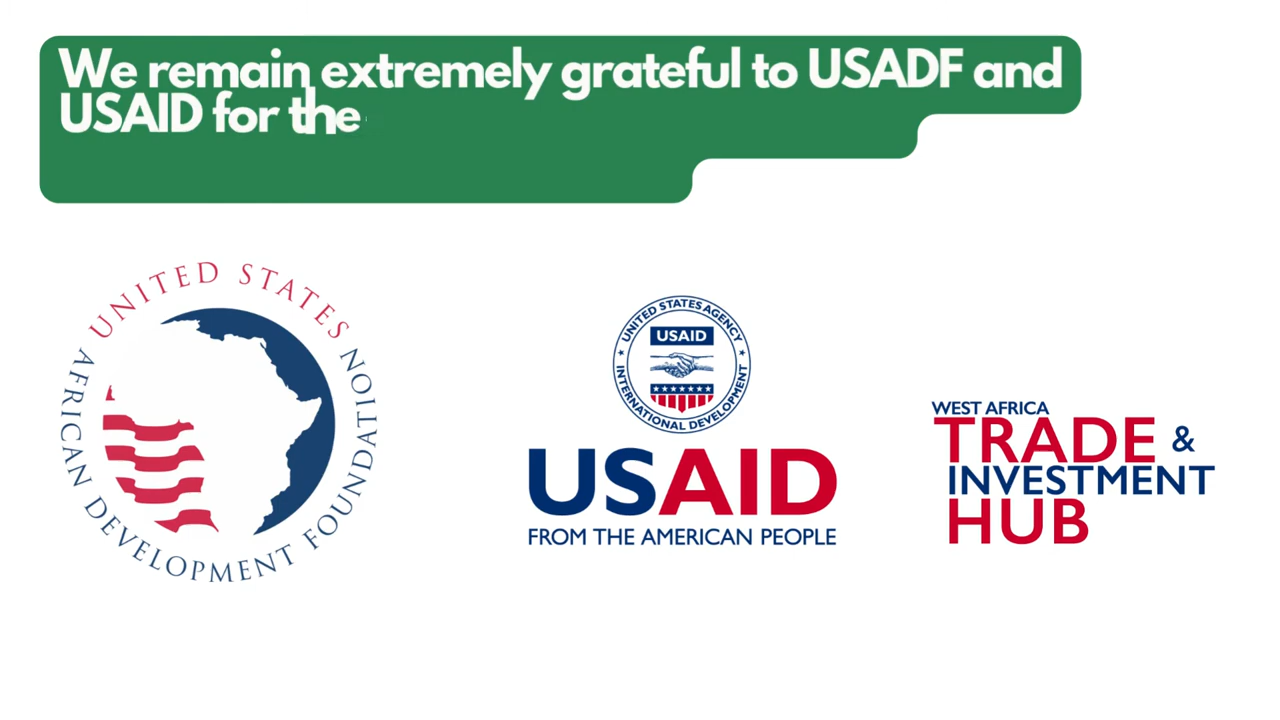 We remain extremely grateful to USADF and
USAID for the
UNITED STATES
AFRICAN DEVELOPMENT FOUNDATION
UNITED STATES AGENCY
USAID
INTERNATIONAL DEVELOPMENT
USAID
FROM THE AMERICAN PEOPLE
WEST AFRICA
TRADE &
INVESTMENT
HUB